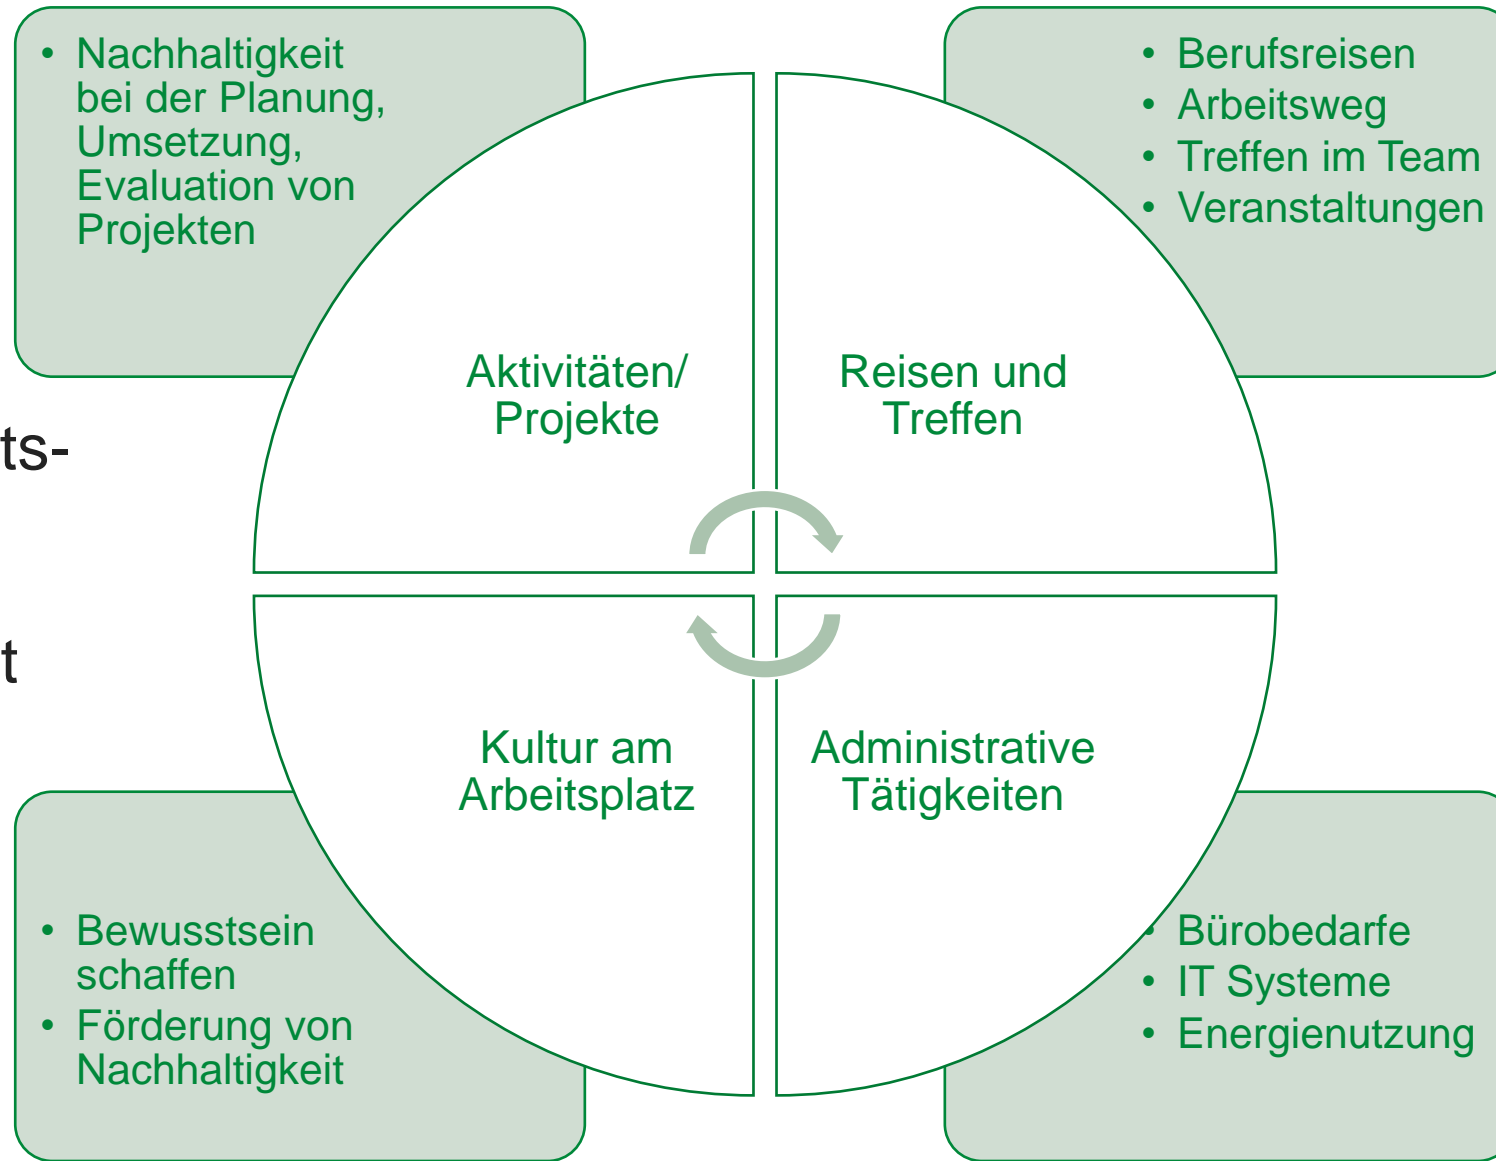 • Nachhaltigkeit
bei der Planung,
Umsetzung,
Evaluation von
Projekten
• Berufsreisen
• Arbeitsweg
• Treffen im Team
• Veranstaltungen
Aktivitäten/
Projekte
Reisen und
Treffen
ts-
t
Kultur am
Arbeitsplatz
Administrative
Tätigkeiten
• Bewusstsein
schaffen
• Förderung von
Nachhaltigkeit
• Bürobedarfe
• IT Systeme
• Energienutzung